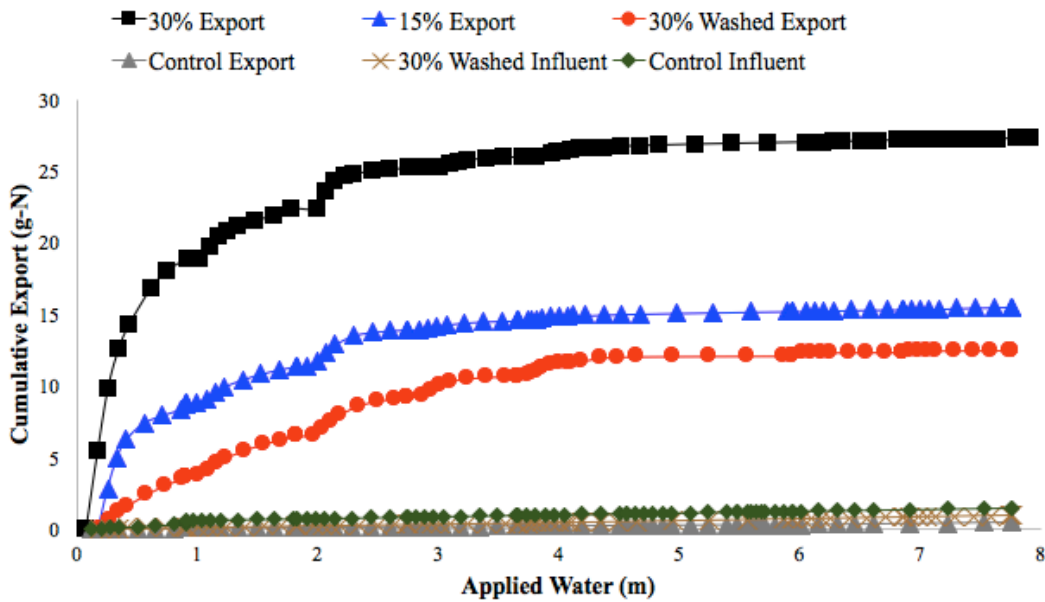 30% Export 15% Export 30% Washed Export
Control Export 30% Washed Influent Control Influent
30
25
20
15
10
5
0
Cumulative Export (g-N)
0 1 2 3 4 5 6 7 8
Applied Water (m)